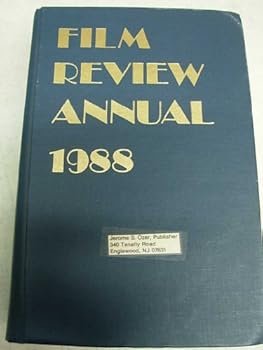 FILM
REVIEW
ANNUAL
1988
Jerome S. Ozer, Publisher
340 Tenafly Road
Englewood, NJ 07631